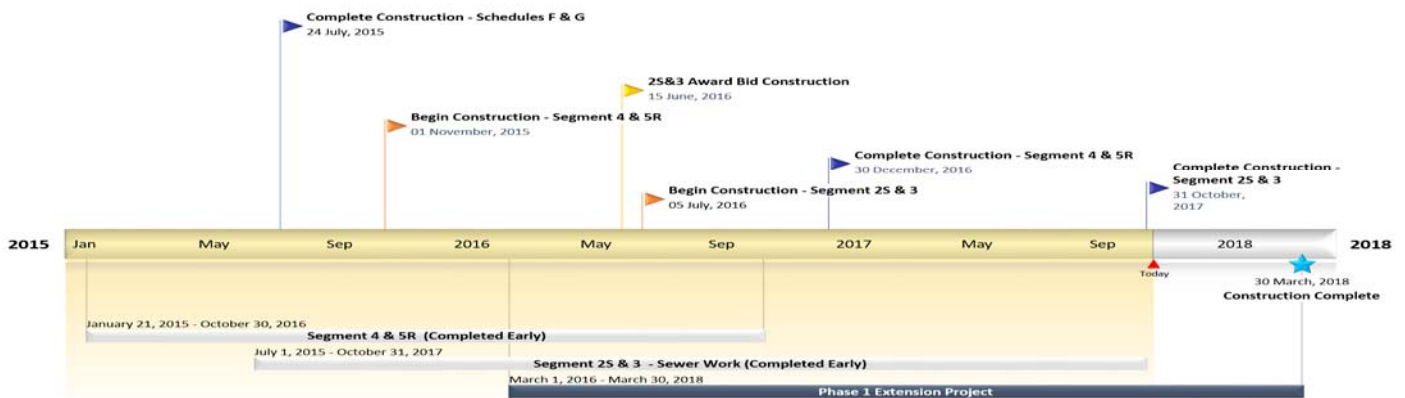 Complete Construction - Schedules F & G
24 July, 2015
2S&3 Award Bid Construction
15 June, 2016
Begin Construction - Segment 4 & 5R
01 November, 2015
Complete Construction - Segment 4 & 5R
30 December, 2016
Complete Construction -
Segment 2S & 3
31 October,
2017
Begin Construction - Segment 2S & 3
05 July, 2016
2015 Jan May Sep 2016 May Sep 2017 May Sep 2018 2018
Today
30 March, 2018
Construction Complete
January 21, 2015 - October 30, 2016
Segment 4 & 5R (Completed Early)
July 1, 2015 - October 31, 2017
Segment 2S & 3 - Sewer Work (Completed Early)
March 1, 2016 - March 30, 2018
Phase 1 Extension Project